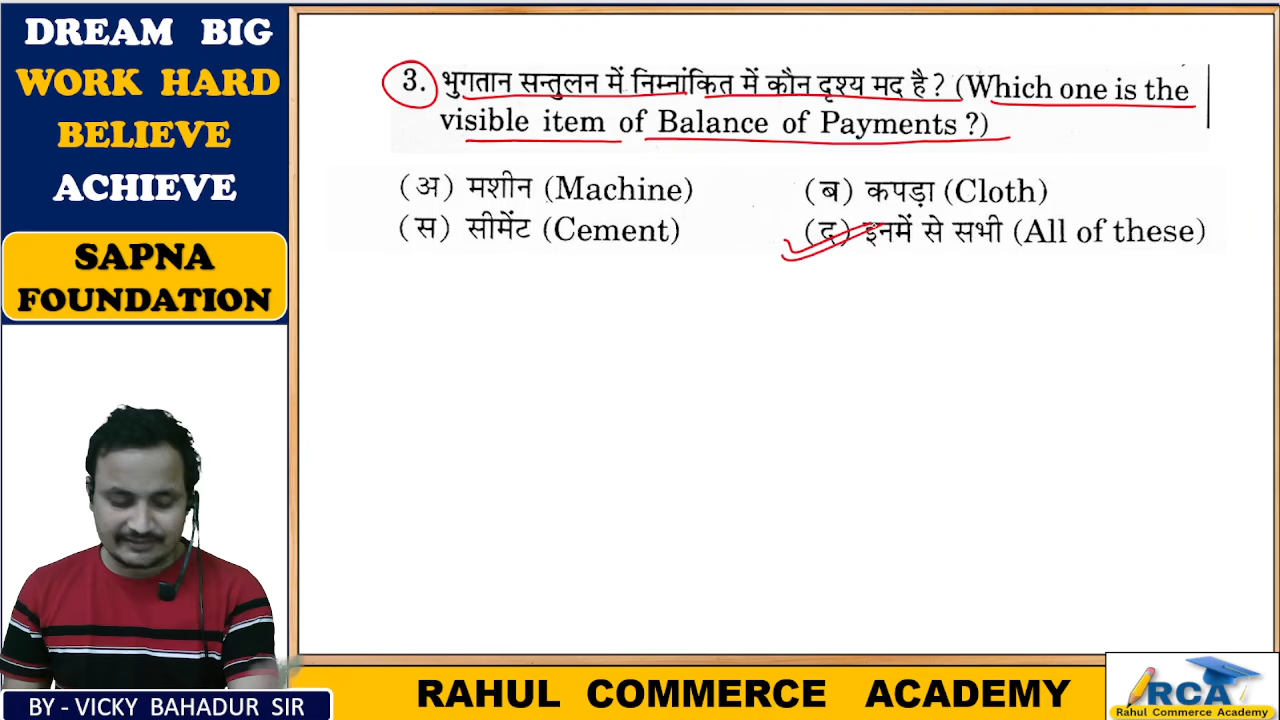 DREAM BIG
WORK HARD
BELIEVE
ACHIEVE
SAPNA
FOUNDATION
3. भुगतान सन्तुलन में निम्नांकित में कौन दृश्य मद है ? (Which one is the
visible item of Balance of Payments ?)
(अ) मशीन (Machine)
(ब) कपड़ा (Cloth)
(स) सीमेंट (Cement)
(द) इनमें से सभी (All of these)
BY - VICKY BAHADUR SIR
RAHUL COMMERCE ACADEMY
RCA
Rahul Commerce Academy